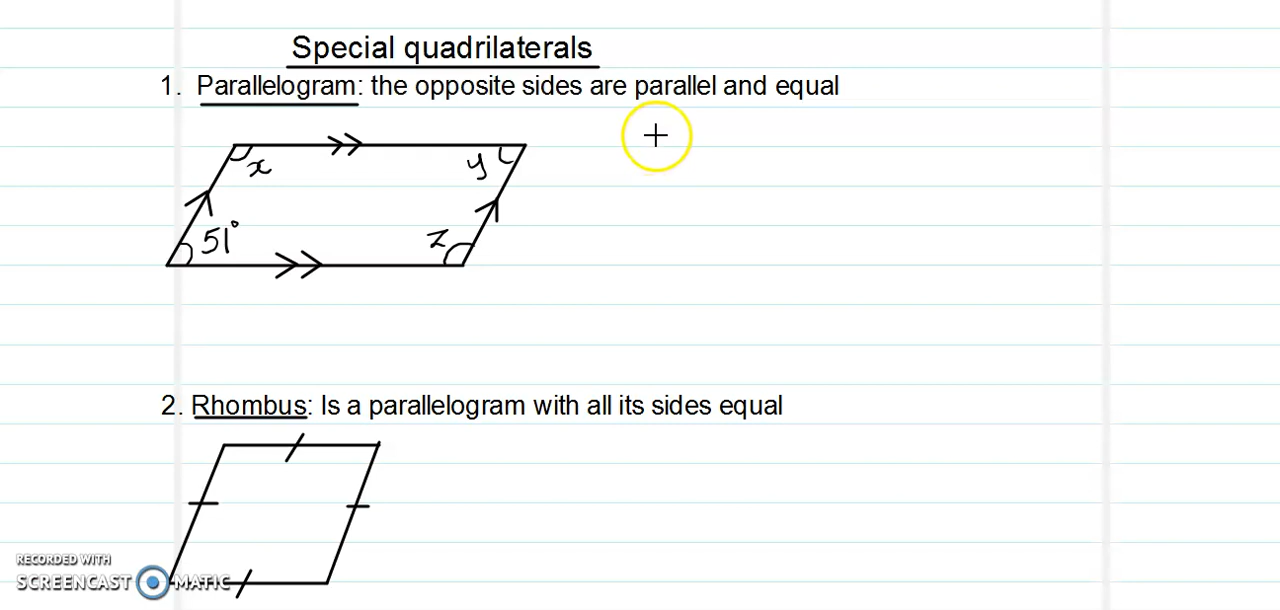 Special quadrilaterals
1. Parallelogram: the opposite sides are parallel and equal
x y
51° z
2. Rhombus: Is a parallelogram with all its sides equal
RECORDED WITH
SCREENCAST MATIC